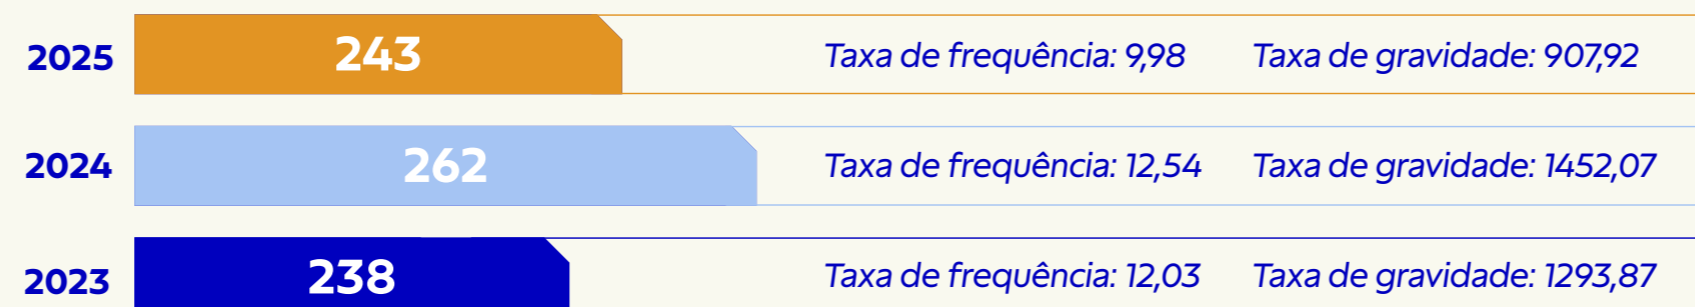 2025 243 Taxa de frequência: 9,98 Taxa de gravidade: 907,92
2024 262 Taxa de frequência: 12,54 Taxa de gravidade: 1452,07
2023 238 Taxa de frequência: 12,03 Taxa de gravidade: 1293,87